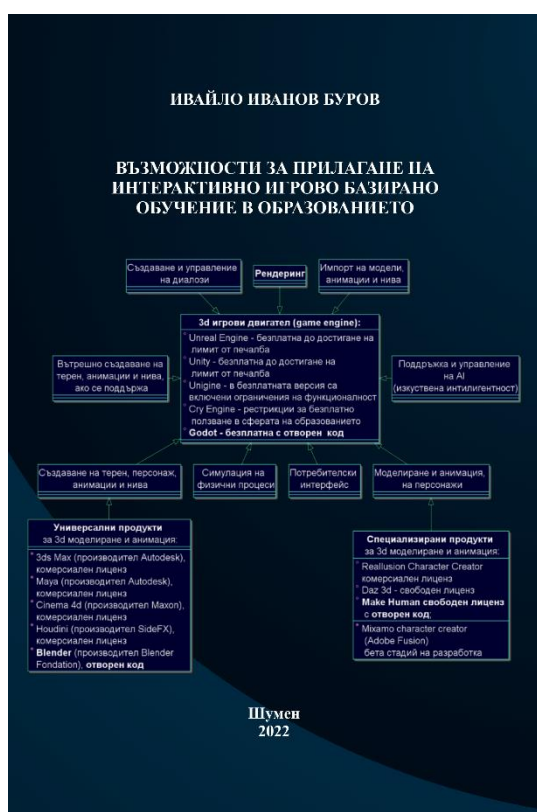 ИВАЙЛО ИВАНОВ БУРОВ
ВЪЗМОЖНОСТИ ЗА ПРИЛАГАНЕ НА
ИНТЕРАКТИВНО ИГРОВО БАЗИРАНО
ОБУЧЕНИЕ В ОБРАЗОВАНИЕТО
Създаване и управление
на диалози
Рендеринг
Импорт на модели,
анимации и нива
3d игрови двигател (game engine):
* Unreal Engine - безплатна до достигане на
лимит от печалба
* Unity - безплатна до достигане на
лимит от печалба
* Unigine - в безплатната версия са
включени ограничения на функционалност
* Cry Engine - рестрикции за безплатно
ползване в сферата на образованието
* Godot - безплатна с отворен код
Вътрешно създаване на
терен, анимации и нива,
ако се поддържа
Поддръжка и управление
на AI
(изкуствена интилигентност)
Създаване на терен, персонаж,
анимации и нива
Симулация на
физични процеси
Потребителски
интерфейс
Моделиране и анимация,
на персонажи
Универсални продукти
за 3d моделиране и анимация:
* 3ds Max (производител Autodesk),
комерсиален лиценз
* Maya (производител Autodesk),
комерсиален лиценз
* Cinema 4d (производител Maxon),
комерсиален лиценз
* Houdini (производител SideFX),
комерсиален лиценз
* Blender (производител Blender
Fondation), отворен код
Специализирани продукти
за 3d моделиране и анимация:
* Reallusion Character Creator
комерсиален лиценз
* Daz 3d - свободен лиценз
* Make Human свободен лиценз
с отворен код;
* Mixamo character creator
(Adobe Fusion)
бета стадий на разработка
Шумен
2022